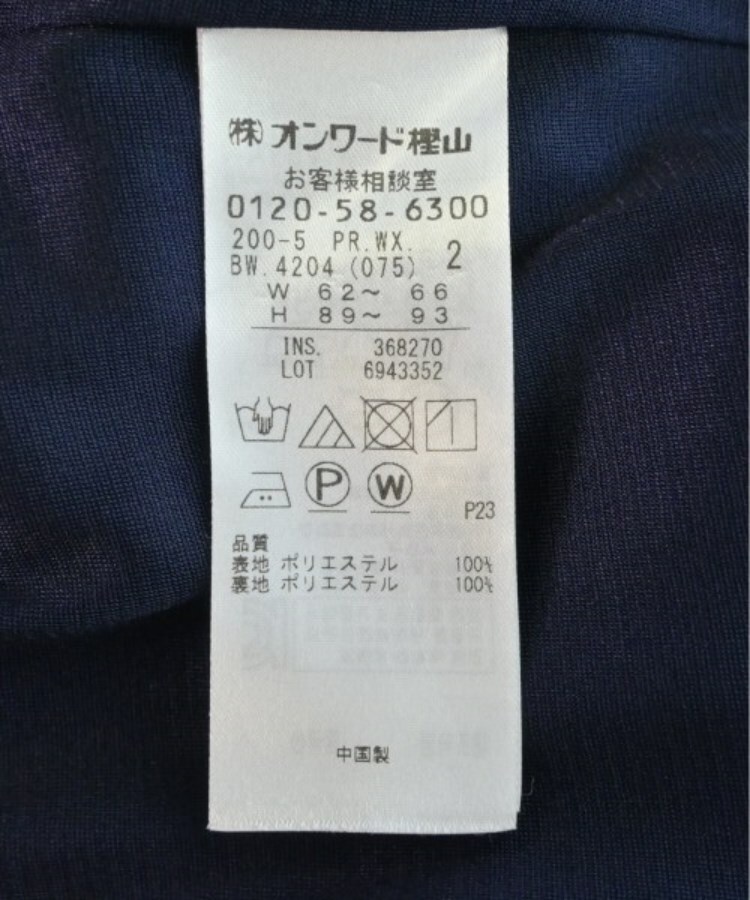 ㈱オンワード樫山
お客様相談室
0120-58-6300
200-5 PR.WX. 2
BW.4204 (075)
W 62〜 66
H 89〜 93
INS. 368270
LOT 6943352
P W
P23
品質
表地 ポリエステル 100%
裏地 ポリエステル 100%
中国製